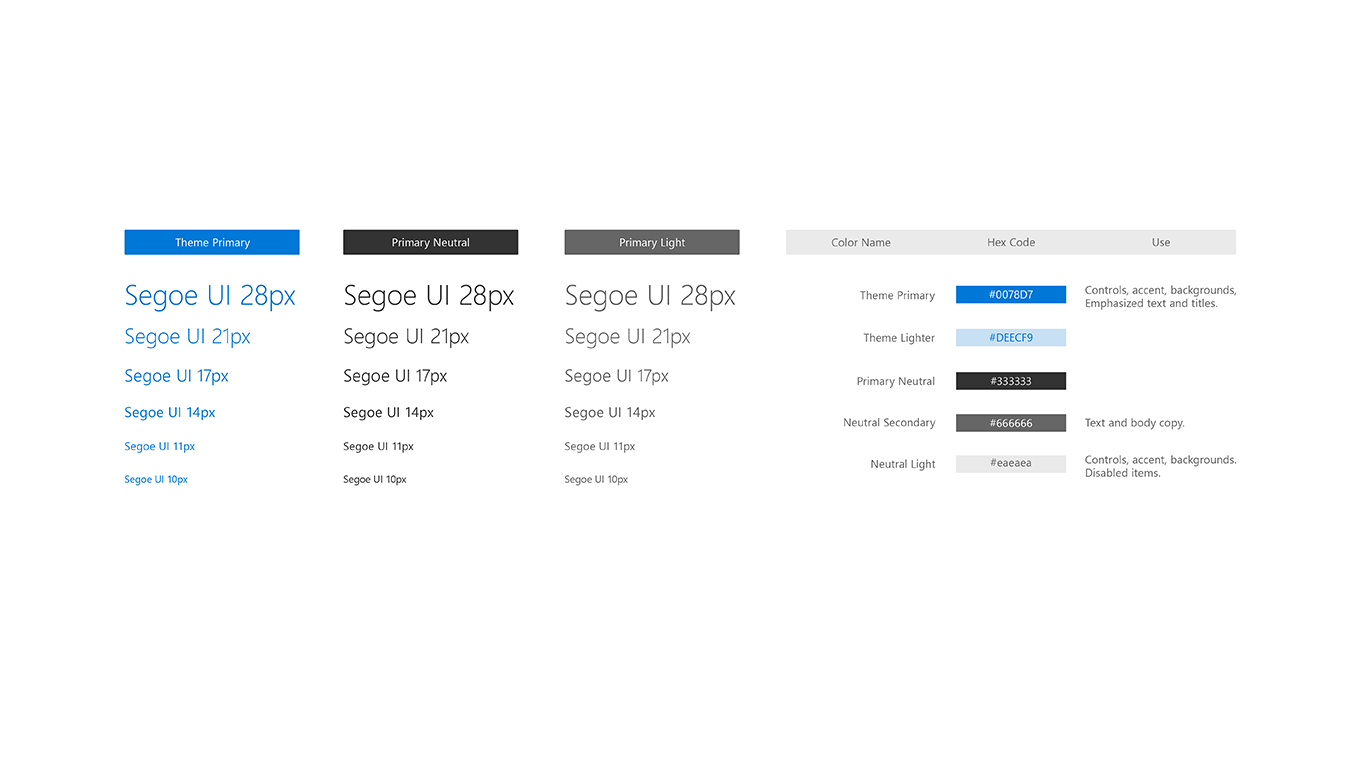 Theme Primary
Segoe UI 28px
Segoe UI 21px
Segoe UI 17px
Segoe UI 14px
Segoe UI 11px
Segoe UI 10px
Primary Neutral
Segoe UI 28px
Segoe UI 21px
Segoe UI 17px
Segoe UI 14px
Segoe UI 11px
Segoe UI 10px
Primary Light
Segoe UI 28px
Segoe UI 21px
Segoe UI 17px
Segoe UI 14px
Segoe UI 11px
Segoe UI 10px
Color Name Hex Code Use
Theme Primary #0078D7 Controls, accent, backgrounds,
Emphasized text and titles.
Theme Lighter #DEECF9
Primary Neutral #333333
Neutral Secondary #666666 Text and body copy.
Neutral Light #eaeaea Controls, accent, backgrounds.
Disabled items.